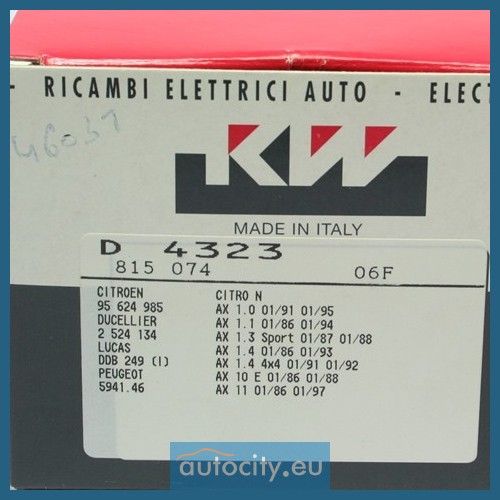 - RICAMBI ELETTRICI AUTO - ELECT
46031
KW
MADE IN ITALY
D 4323
815 074 06F
CITROEN
95 624 985
DUCELLIER
2 524 134
LUCAS
DDB 249 (I)
PEUGEOT
5941.46
CITRO N
AX 1.0 01/91 01/95
AX 1.1 01/86 01/94
AX 1.3 Sport 01/87 01/88
AX 1.4 01/86 01/93
AX 1.4 4x4 01/91 01/92
AX 10 E 01/86 01/88
AX 11 01/86 01/97
autocity.eu